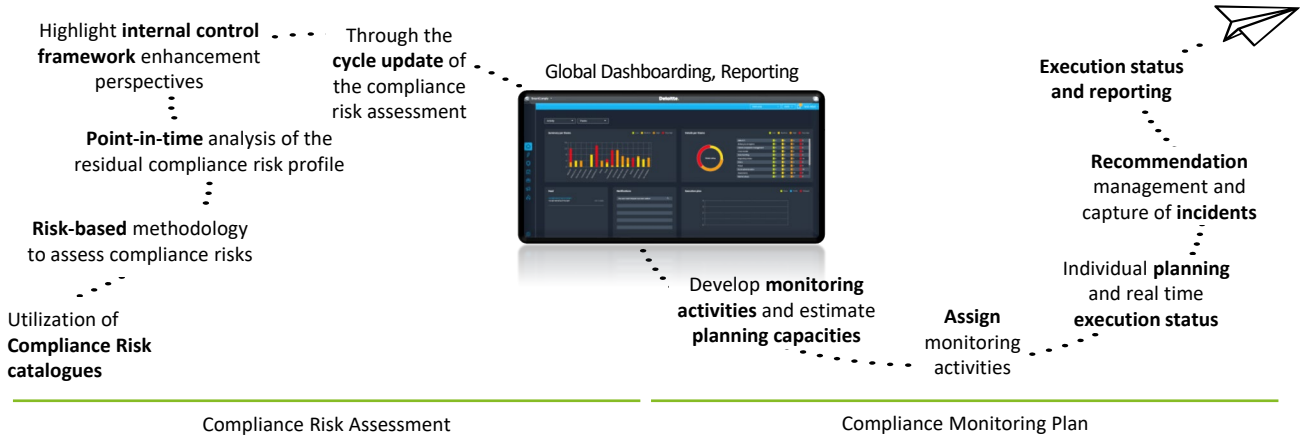 Utilization of
Compliance Risk
catalogues
Risk-based methodology
to assess compliance risks
Point-in-time analysis of the
residual compliance risk profile
Highlight internal control
framework enhancement
perspectives
Through the
cycle update of
the compliance
risk assessment
Global Dashboarding, Reporting
Deloitte.
Develop monitoring
activities and estimate
planning capacities
Assign
monitoring
activities
Individual planning
and real time
execution status
Recommendation
management and
capture of incidents
Execution status
and reporting
Compliance Risk Assessment
Compliance Monitoring Plan